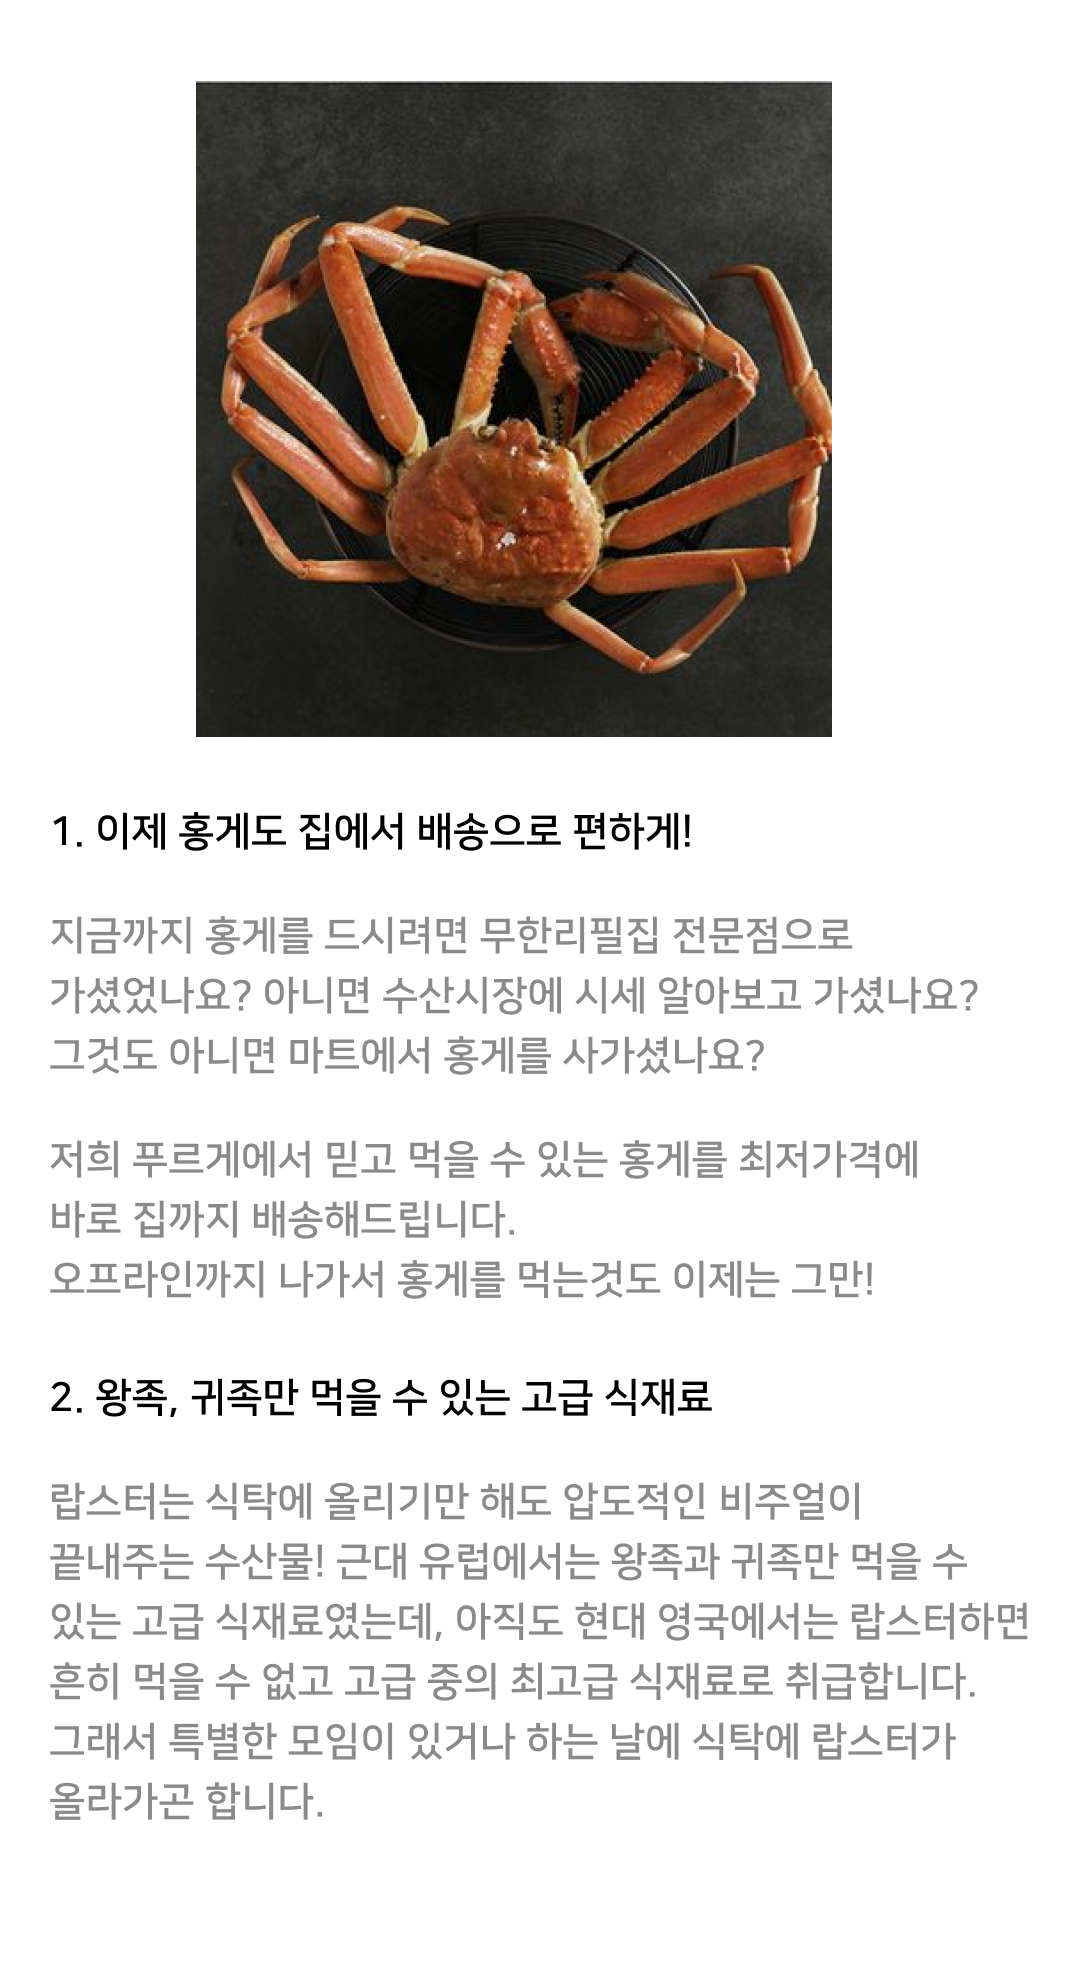 1. 이제 홍게도 집에서 배송으로 편하게!
지금까지 홍게를 드시려면 무한리필집 전문점으로
가셨었나요? 아니면 수산시장에 시세 알아보고 가셨나요?
그것도 아니면 마트에서 홍게를 사가셨나요?
저희 푸르게에서 믿고 먹을 수 있는 홍게를 최저가격에
바로 집까지 배송해드립니다.
오프라인까지 나가서 홍게를 먹는것도 이제는 그만!
2. 왕족, 귀족만 먹을 수 있는 고급 식재료
랍스터는 식탁에 올리기만 해도 압도적인 비주얼이
끝내주는 수산물! 근대 유럽에서는 왕족과 귀족만 먹을 수
있는 고급 식재료였는데, 아직도 현대 영국에서는 랍스터하면
흔히 먹을 수 없고 고급 중의 최고급 식재료로 취급합니다.
그래서 특별한 모임이 있거나 하는 날에 식탁에 랍스터가
올라가곤 합니다.